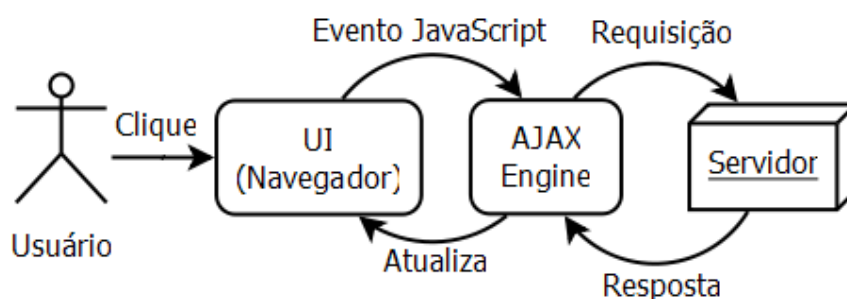 Evento JavaScript
Requisição
Clique
UI
(Navegador)
AJAX
Engine
Servidor
Usuário
Atualiza
Resposta